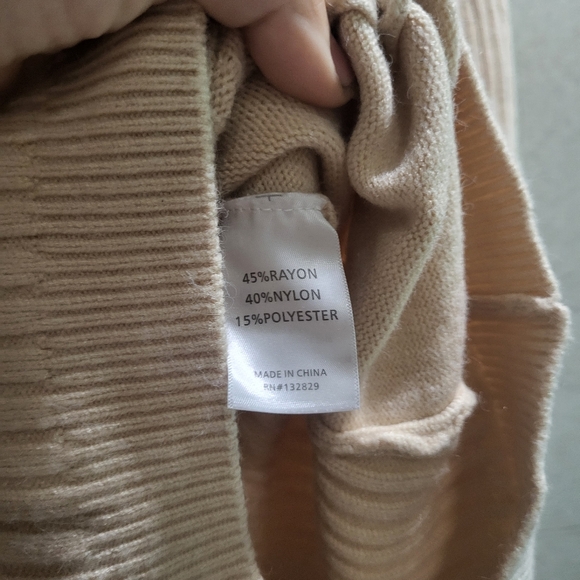 45%RAYON
40%NYLON
15%POLYESTER
MADE IN CHINA
RN#132829